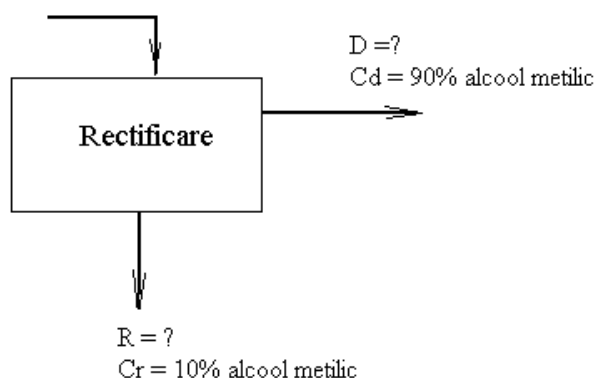 D =?
Cd = 90% alcool metilic
Rectificare
R = ?
Cr = 10% alcool metilic